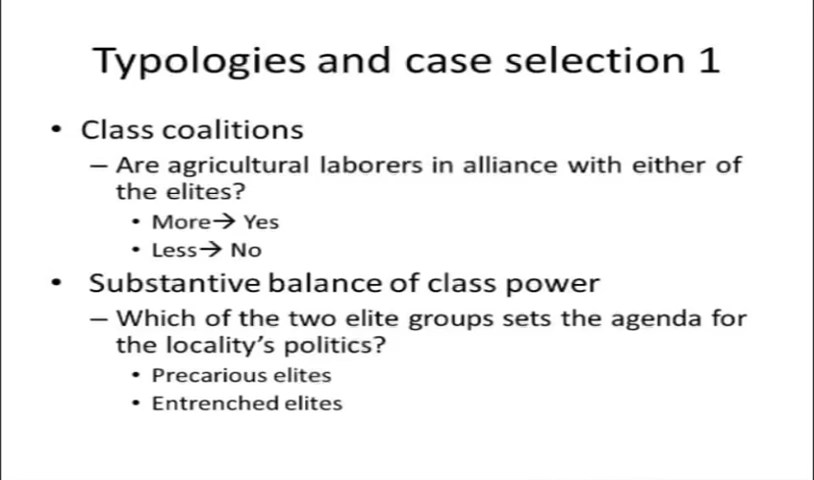 Typologies and case selection 1
• Class coalitions
– Are agricultural laborers in alliance with either of
the elites?
• More→ Yes
• Less→ No
• Substantive balance of class power
– Which of the two elite groups sets the agenda for
the locality's politics?
• Precarious elites
• Entrenched elites